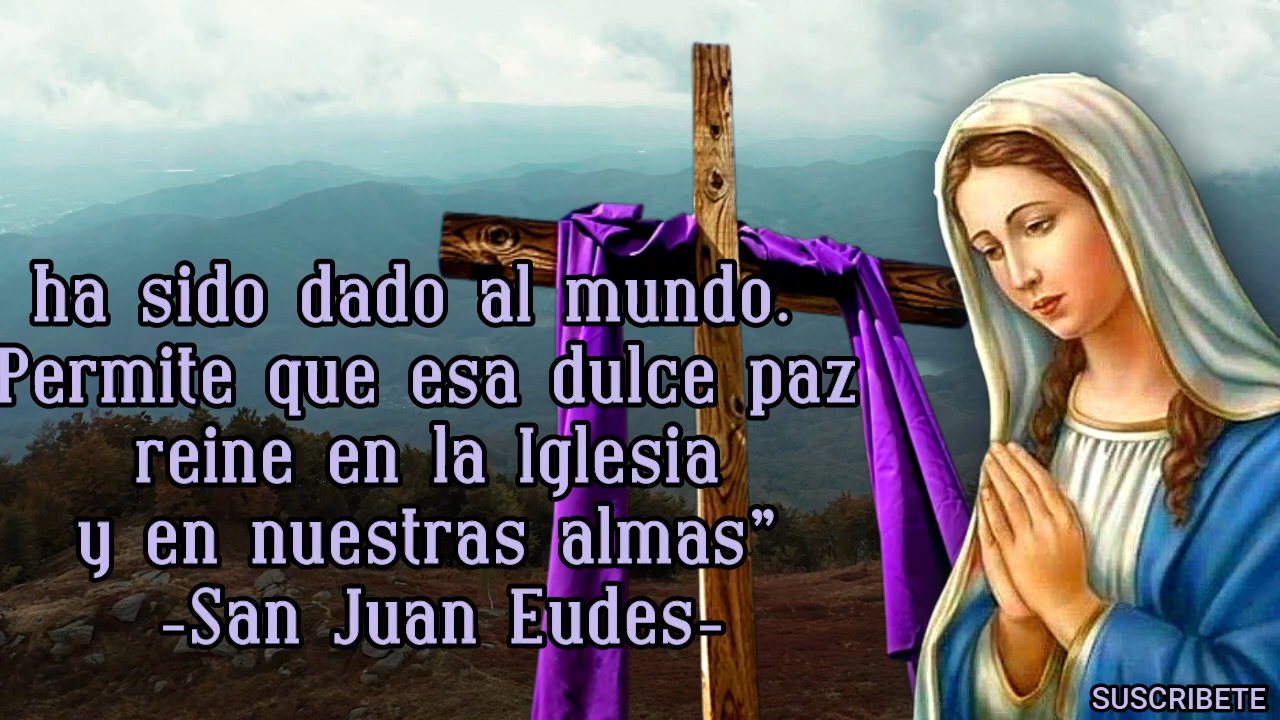 ha sido dado al mundo.
Permite que esa dulce paz
reine en la Iglesia
y en nuestras almas”
-San Juan Eudes-
SUSCRIBETE